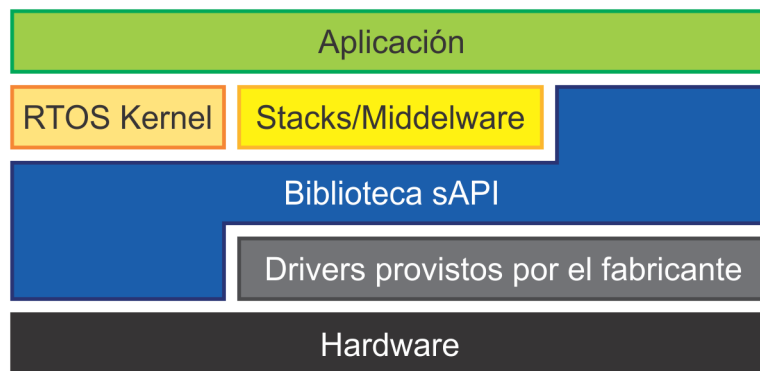 Aplicación
RTOS Kernel
Stacks/Middelware
Biblioteca sAPI
Drivers provistos por el fabricante
Hardware